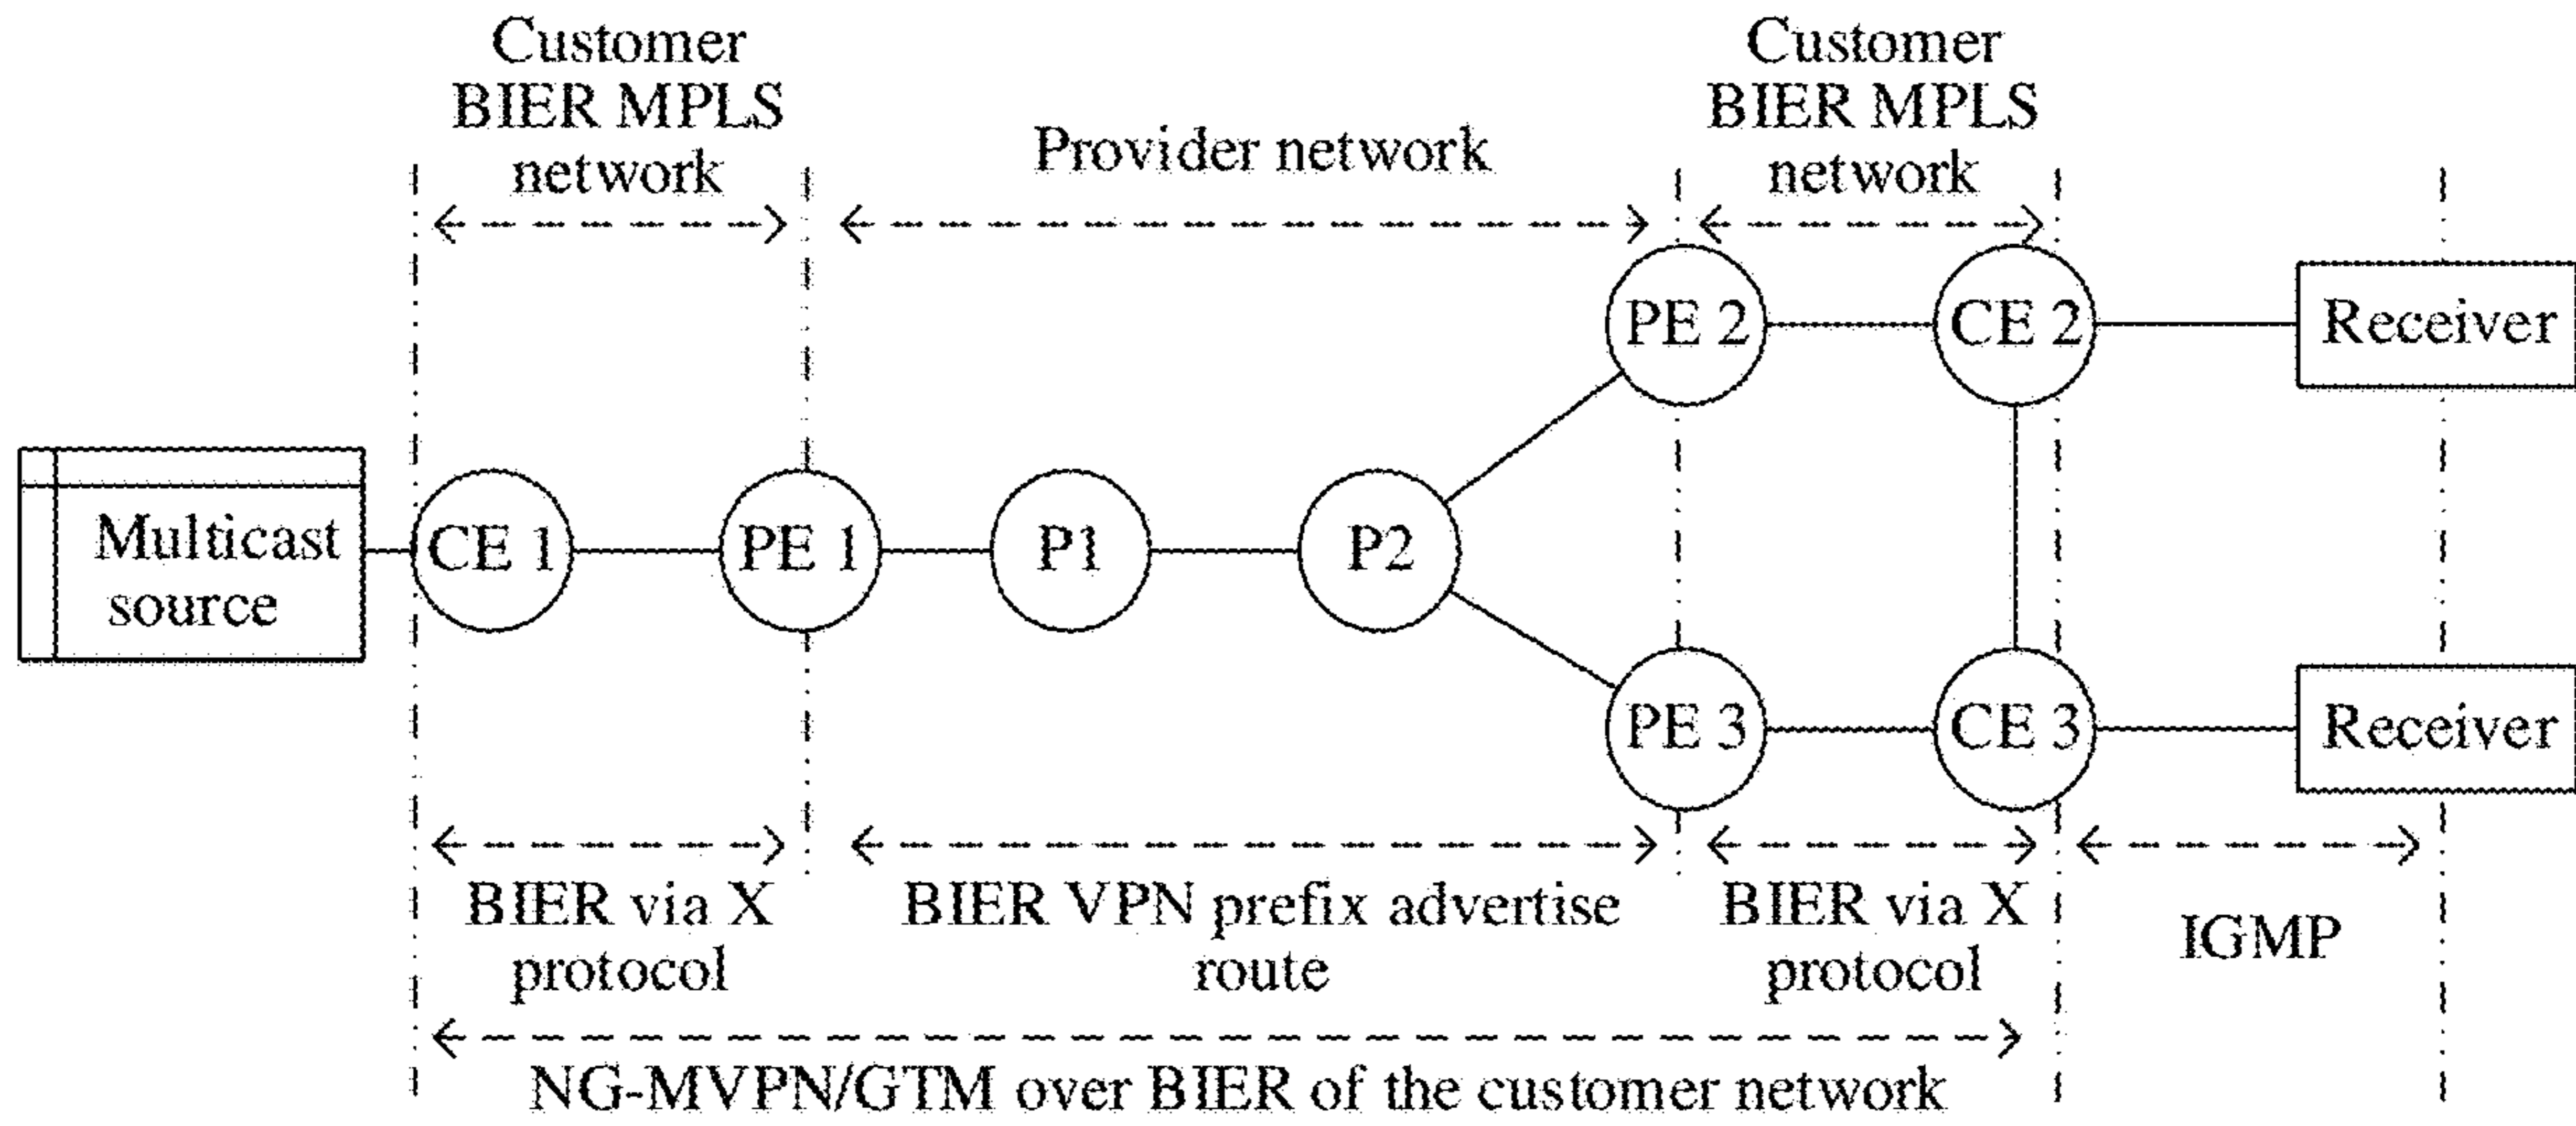 Customer
BIER MPLS
network
Provider network
Customer
BIER MPLS
network
PE 2
CE 2
Receiver
Multicast
source
CE 1
PE 1
P1
P2
PE 3
CE 3
Receiver
BIER via X
protocol
BIER VPN prefix advertise
route
BIER via X
protocol
IGMP
NG-MVPN/GTM over BIER of the customer network